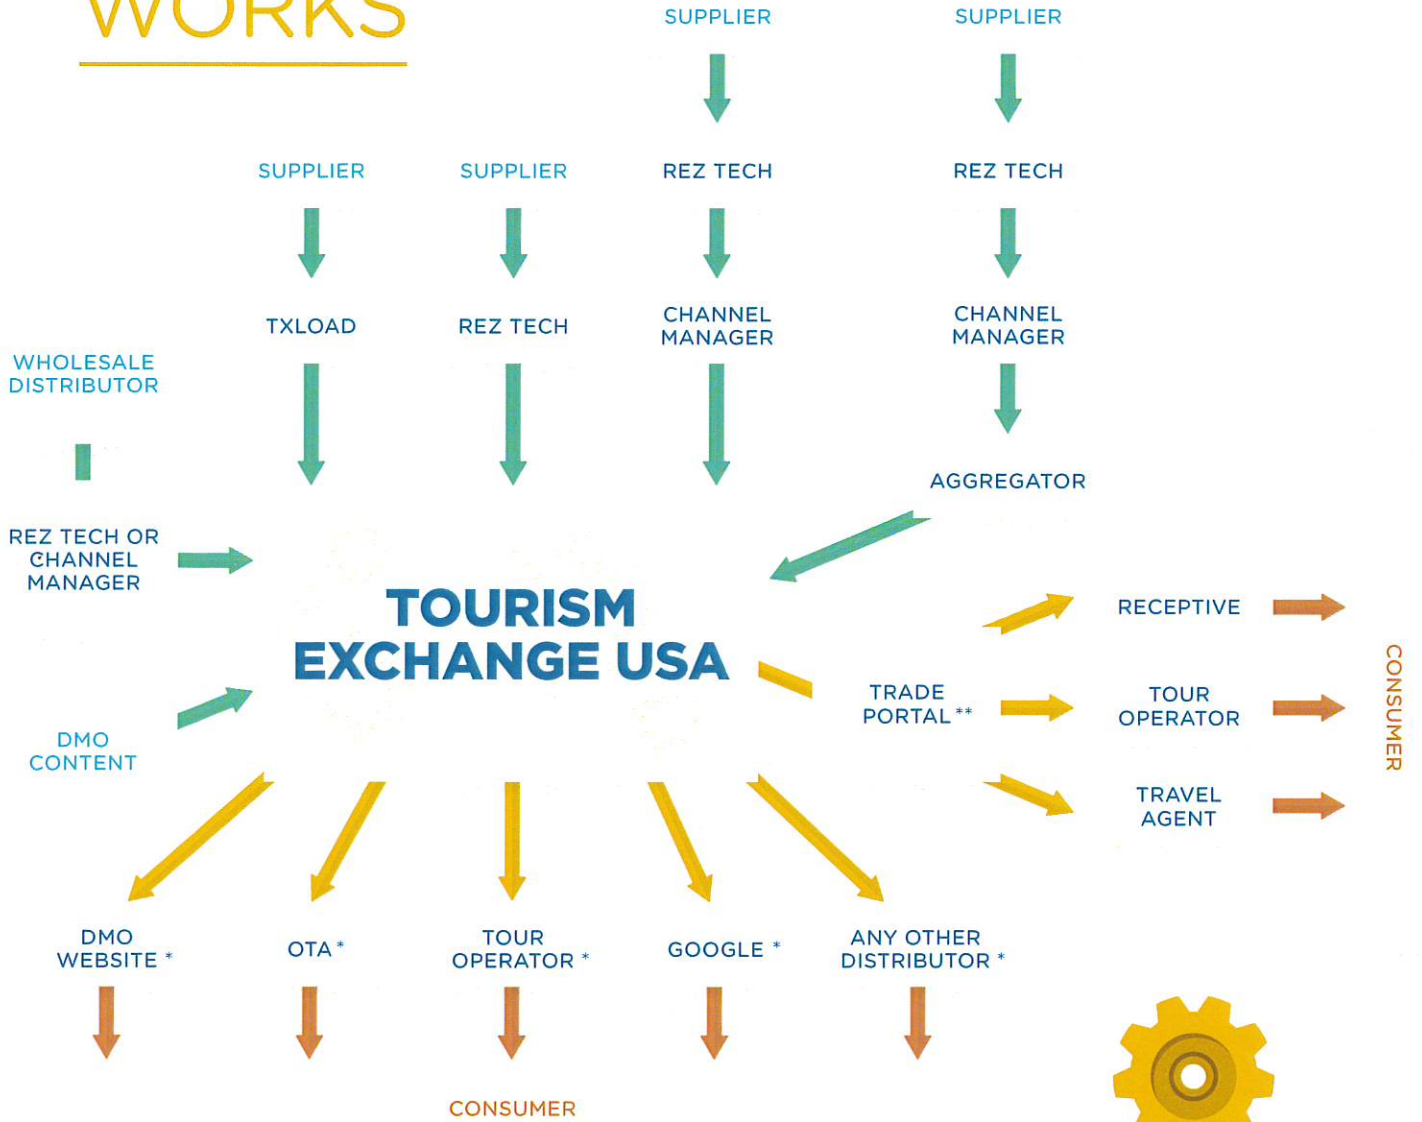 WORKS
SUPPLIER
SUPPLIER
SUPPLIER
SUPPLIER
REZ TECH
REZ TECH
TXLOAD
REZ TECH
CHANNEL
MANAGER
CHANNEL
MANAGER
WHOLESALE
DISTRIBUTOR
AGGREGATOR
REZ TECH OR
CHANNEL
MANAGER
TOURISM
EXCHANGE USA
DMO
CONTENT
TRADE
PORTAL **
RECEPTIVE
TOUR
OPERATOR
TRAVEL
AGENT
CONSUMER
DMO
WEBSITE *
OTA *
TOUR
OPERATOR *
GOOGLE *
ANY OTHER
DISTRIBUTOR *
CONSUMER